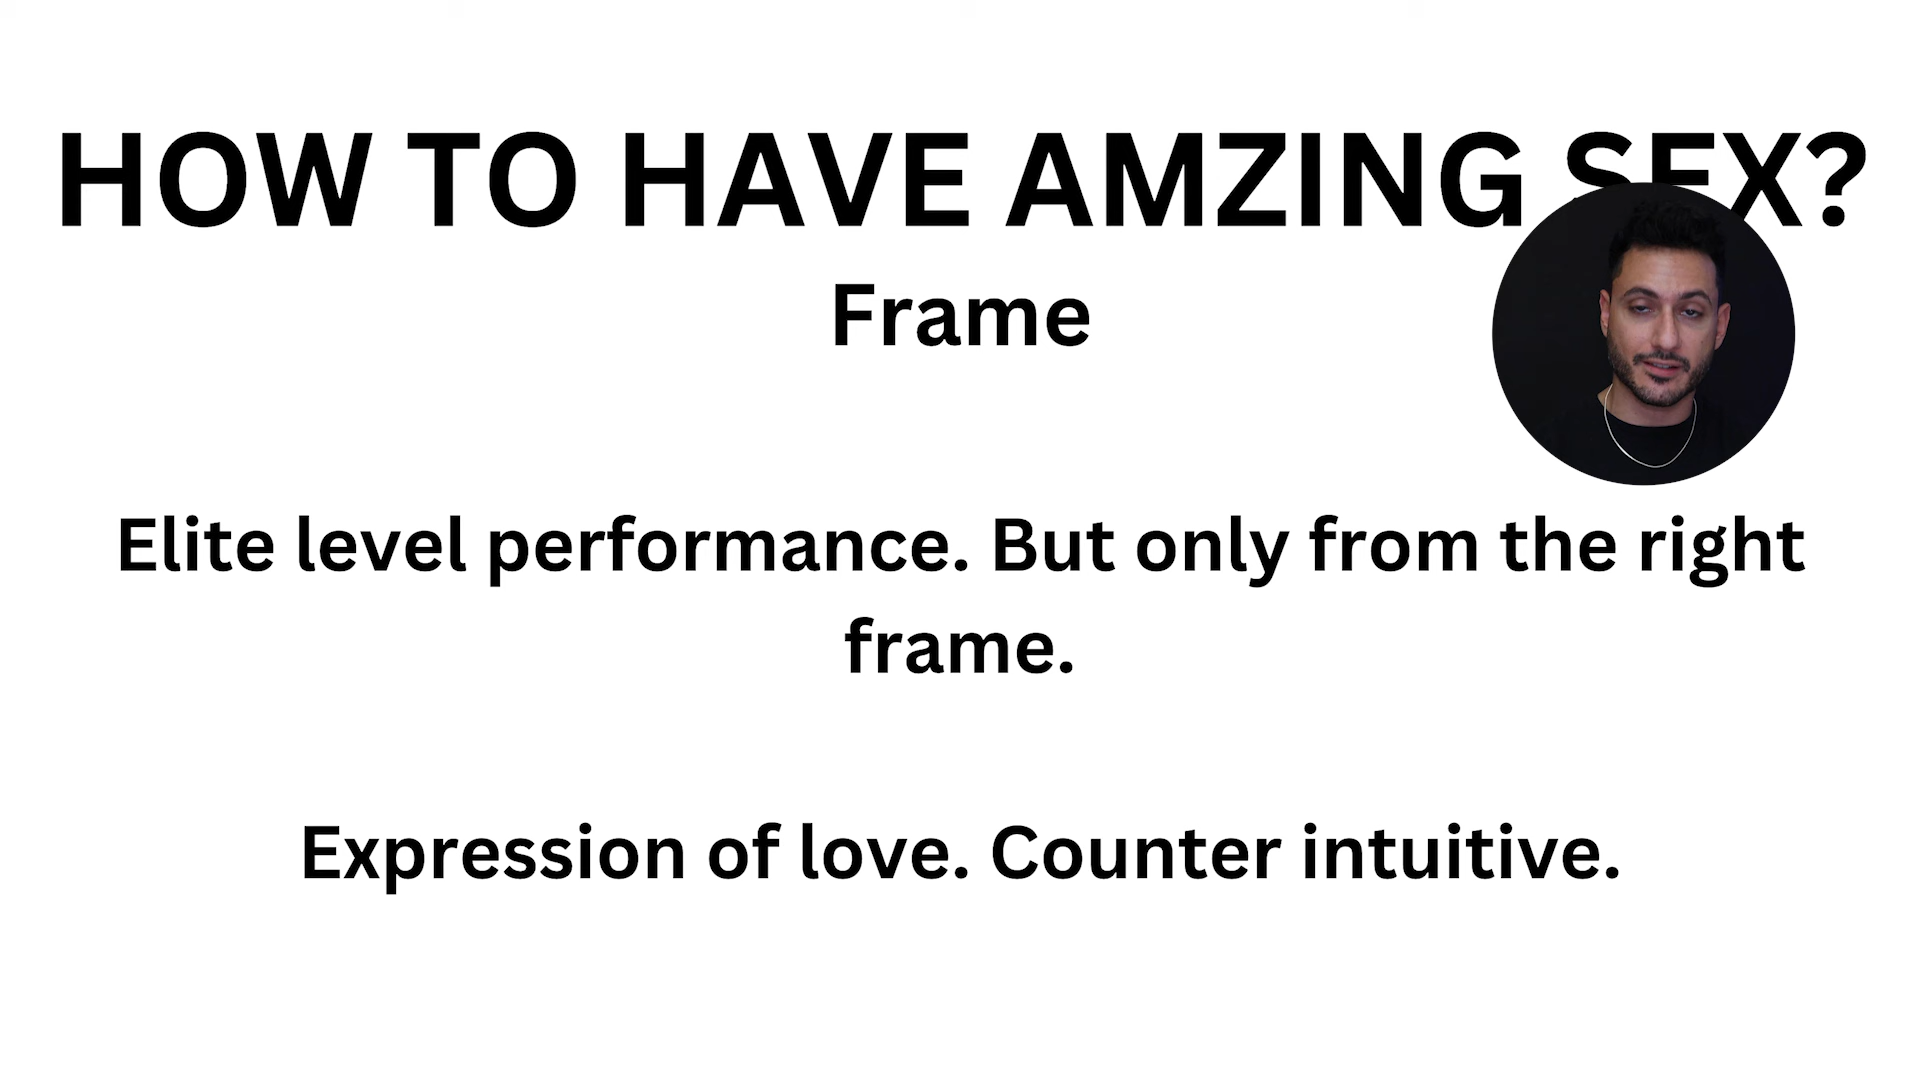 HOW TO HAVE AMZING SEX?
Frame
Elite level performance. But only from the right
frame.
Expression of love. Counter intuitive.